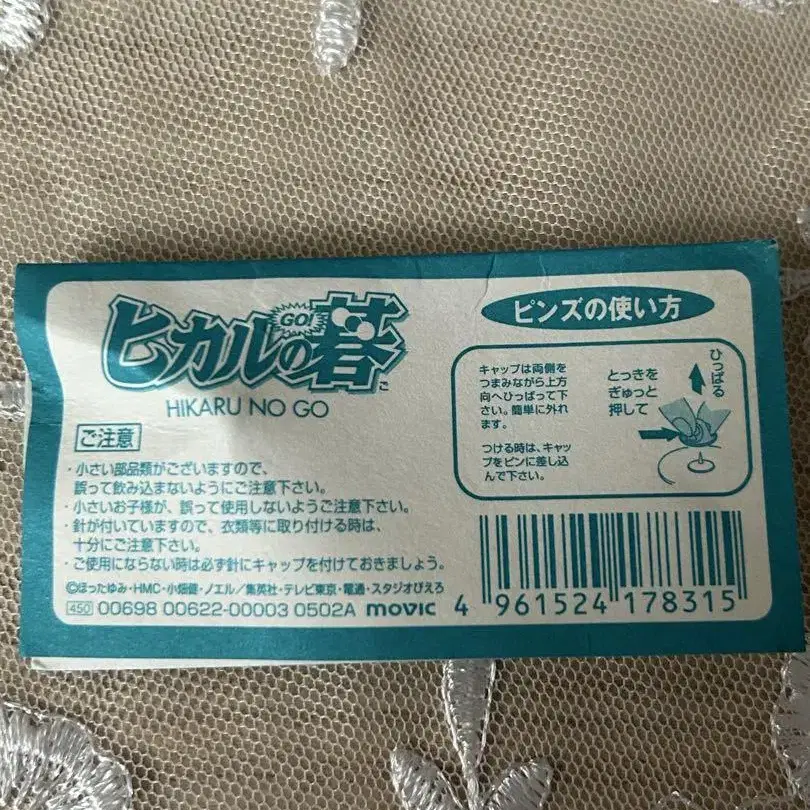 ヒカルの碁
GO!
ご
HIKARU NO GO
ご注意
・小さい部品類がございますので、
誤って飲み込まないようにご注意下さい。
・小さいお子様が、誤って使用しないようご注意下さい。
・針が付いていますので、衣類等に取り付ける時は、
十分にご注意下さい。
・ご使用にならない時は必ず針にキャップを付けておきましょう。
©ほったゆみ・HMC・小畑健・ノエル／集英社・テレビ東京・電通・スタジオぴえろ
450 00698 00622-00003 0502A movic
ピンズの使い方
キャップは両側を
つまみながら上方
向へひっぱって下
さい。簡単に外れ
ます。
つける時は、キャッ
プをピンに差し込
んで下さい。
とっきを
ぎゅっと
押して
ひっぱる
4 961524 178315